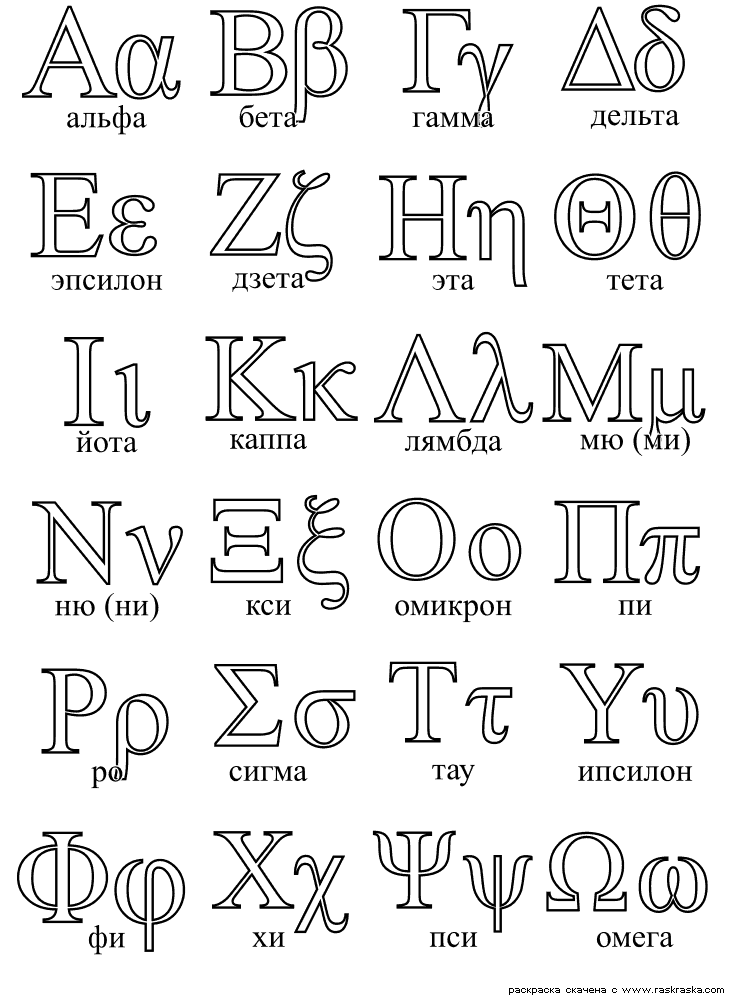 Αα Ββ Γγ Δδ
альфа бета гамма дельта
Εε Ζζ Ηη Θθ
эпсилон дзета эта тета
Ιι Κκ Λλ Μμ
йота каппа лямбда мю (ми)
Νν Ξξ Οο Ππ
ню (ни) кси омикрон пи
Ρρ Σσ Ττ Υυ
ро сигма тау ипсилон
Φφ Χχ Ψψ Ωω
фи хи пси омега
раскраска скачена с www.raskraska.com